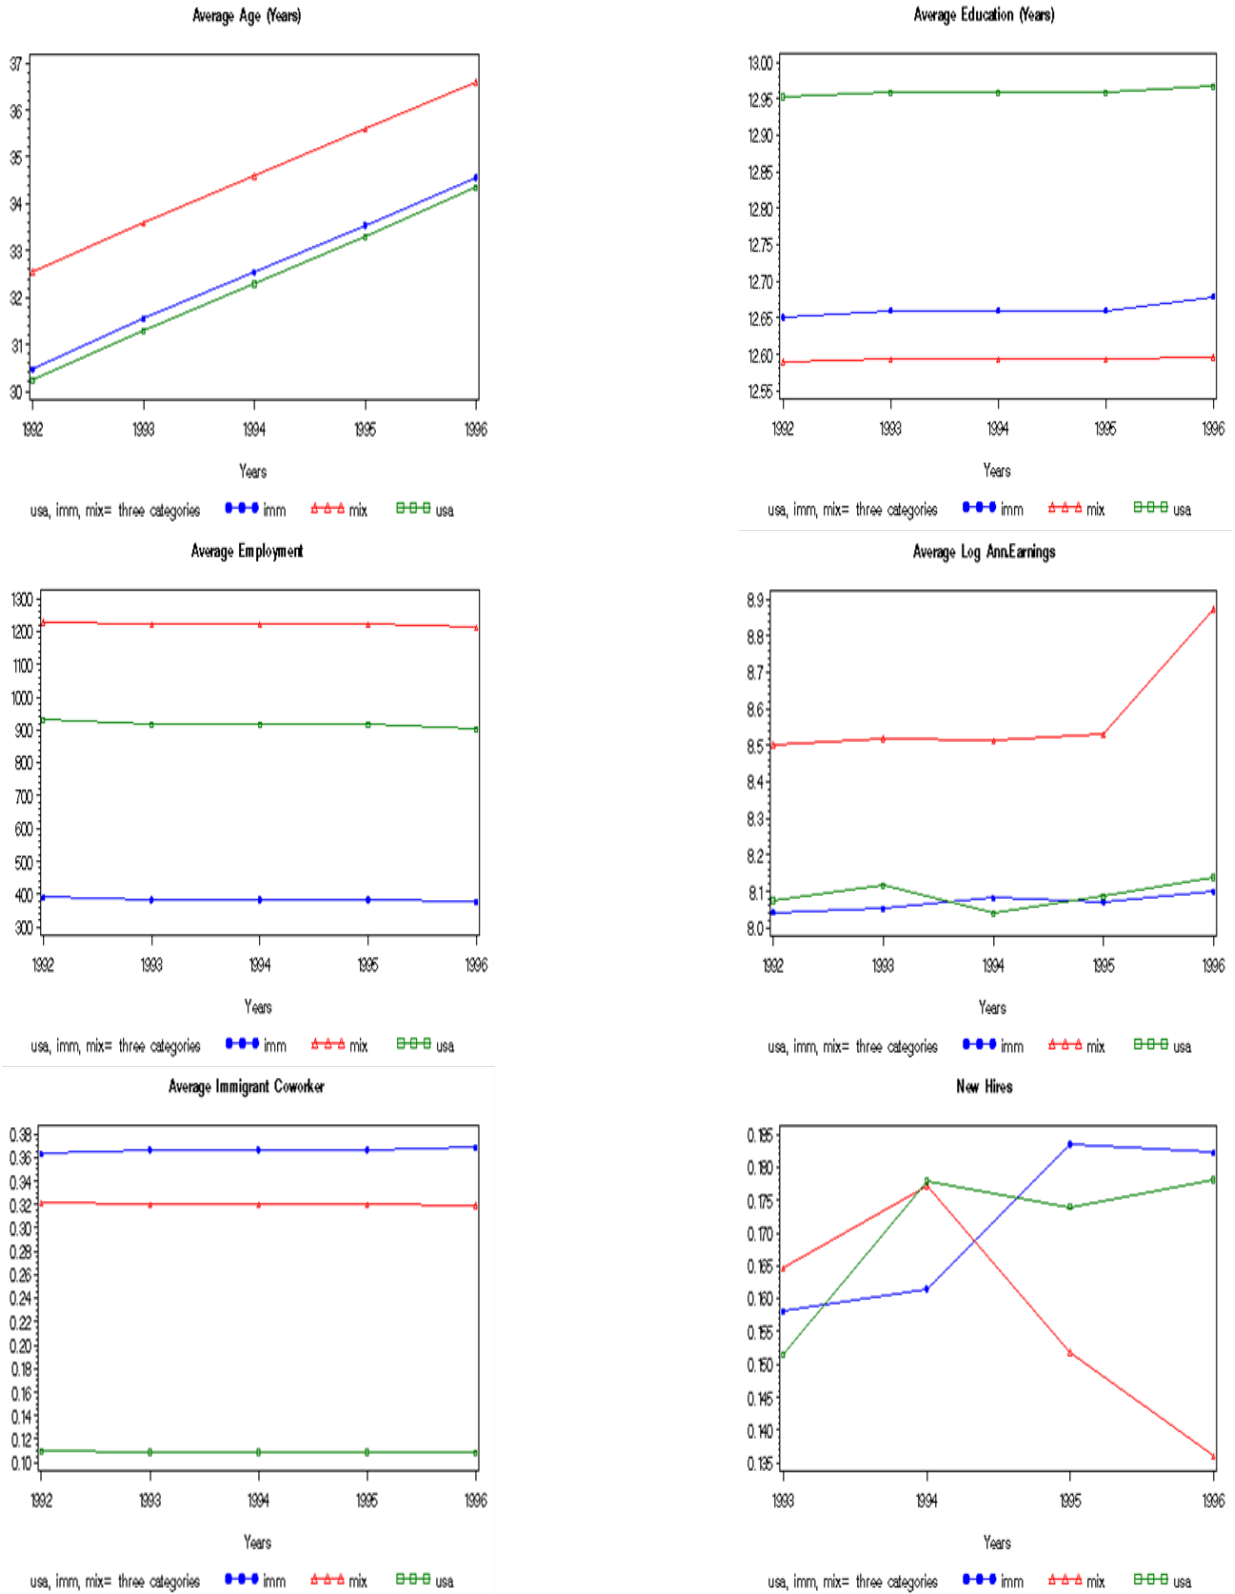 Average Age (Years)
37
36
35
34
33
32
31
30
1992 1993 1994 1995 1996
Years
usa, imm, mix= three categories imm mix usa
Average Education (Years)
13.00
12.95
12.90
12.85
12.80
12.75
12.70
12.65
12.60
12.55
1992 1993 1994 1995 1996
Years
usa, imm, mix= three categories imm mix usa
Average Employment
1300
1200
1100
1000
900
800
700
600
500
400
300
1992 1993 1994 1995 1996
Years
usa, imm, mix= three categories imm mix usa
Average Log Ann.Earnings
8.9
8.8
8.7
8.6
8.5
8.4
8.3
8.2
8.1
8.0
1992 1993 1994 1995 1996
Years
usa, imm, mix= three categories imm mix usa
Average Immigrant Coworker
0.38
0.36
0.34
0.32
0.30
0.28
0.26
0.24
0.22
0.20
0.18
0.16
0.14
0.12
0.10
1992 1993 1994 1995 1996
Years
usa, imm, mix= three categories imm mix usa
New Hires
0.185
0.180
0.175
0.170
0.165
0.160
0.155
0.150
0.145
0.140
0.135
1993 1994 1995 1996
Years
usa, imm, mix= three categories imm mix usa